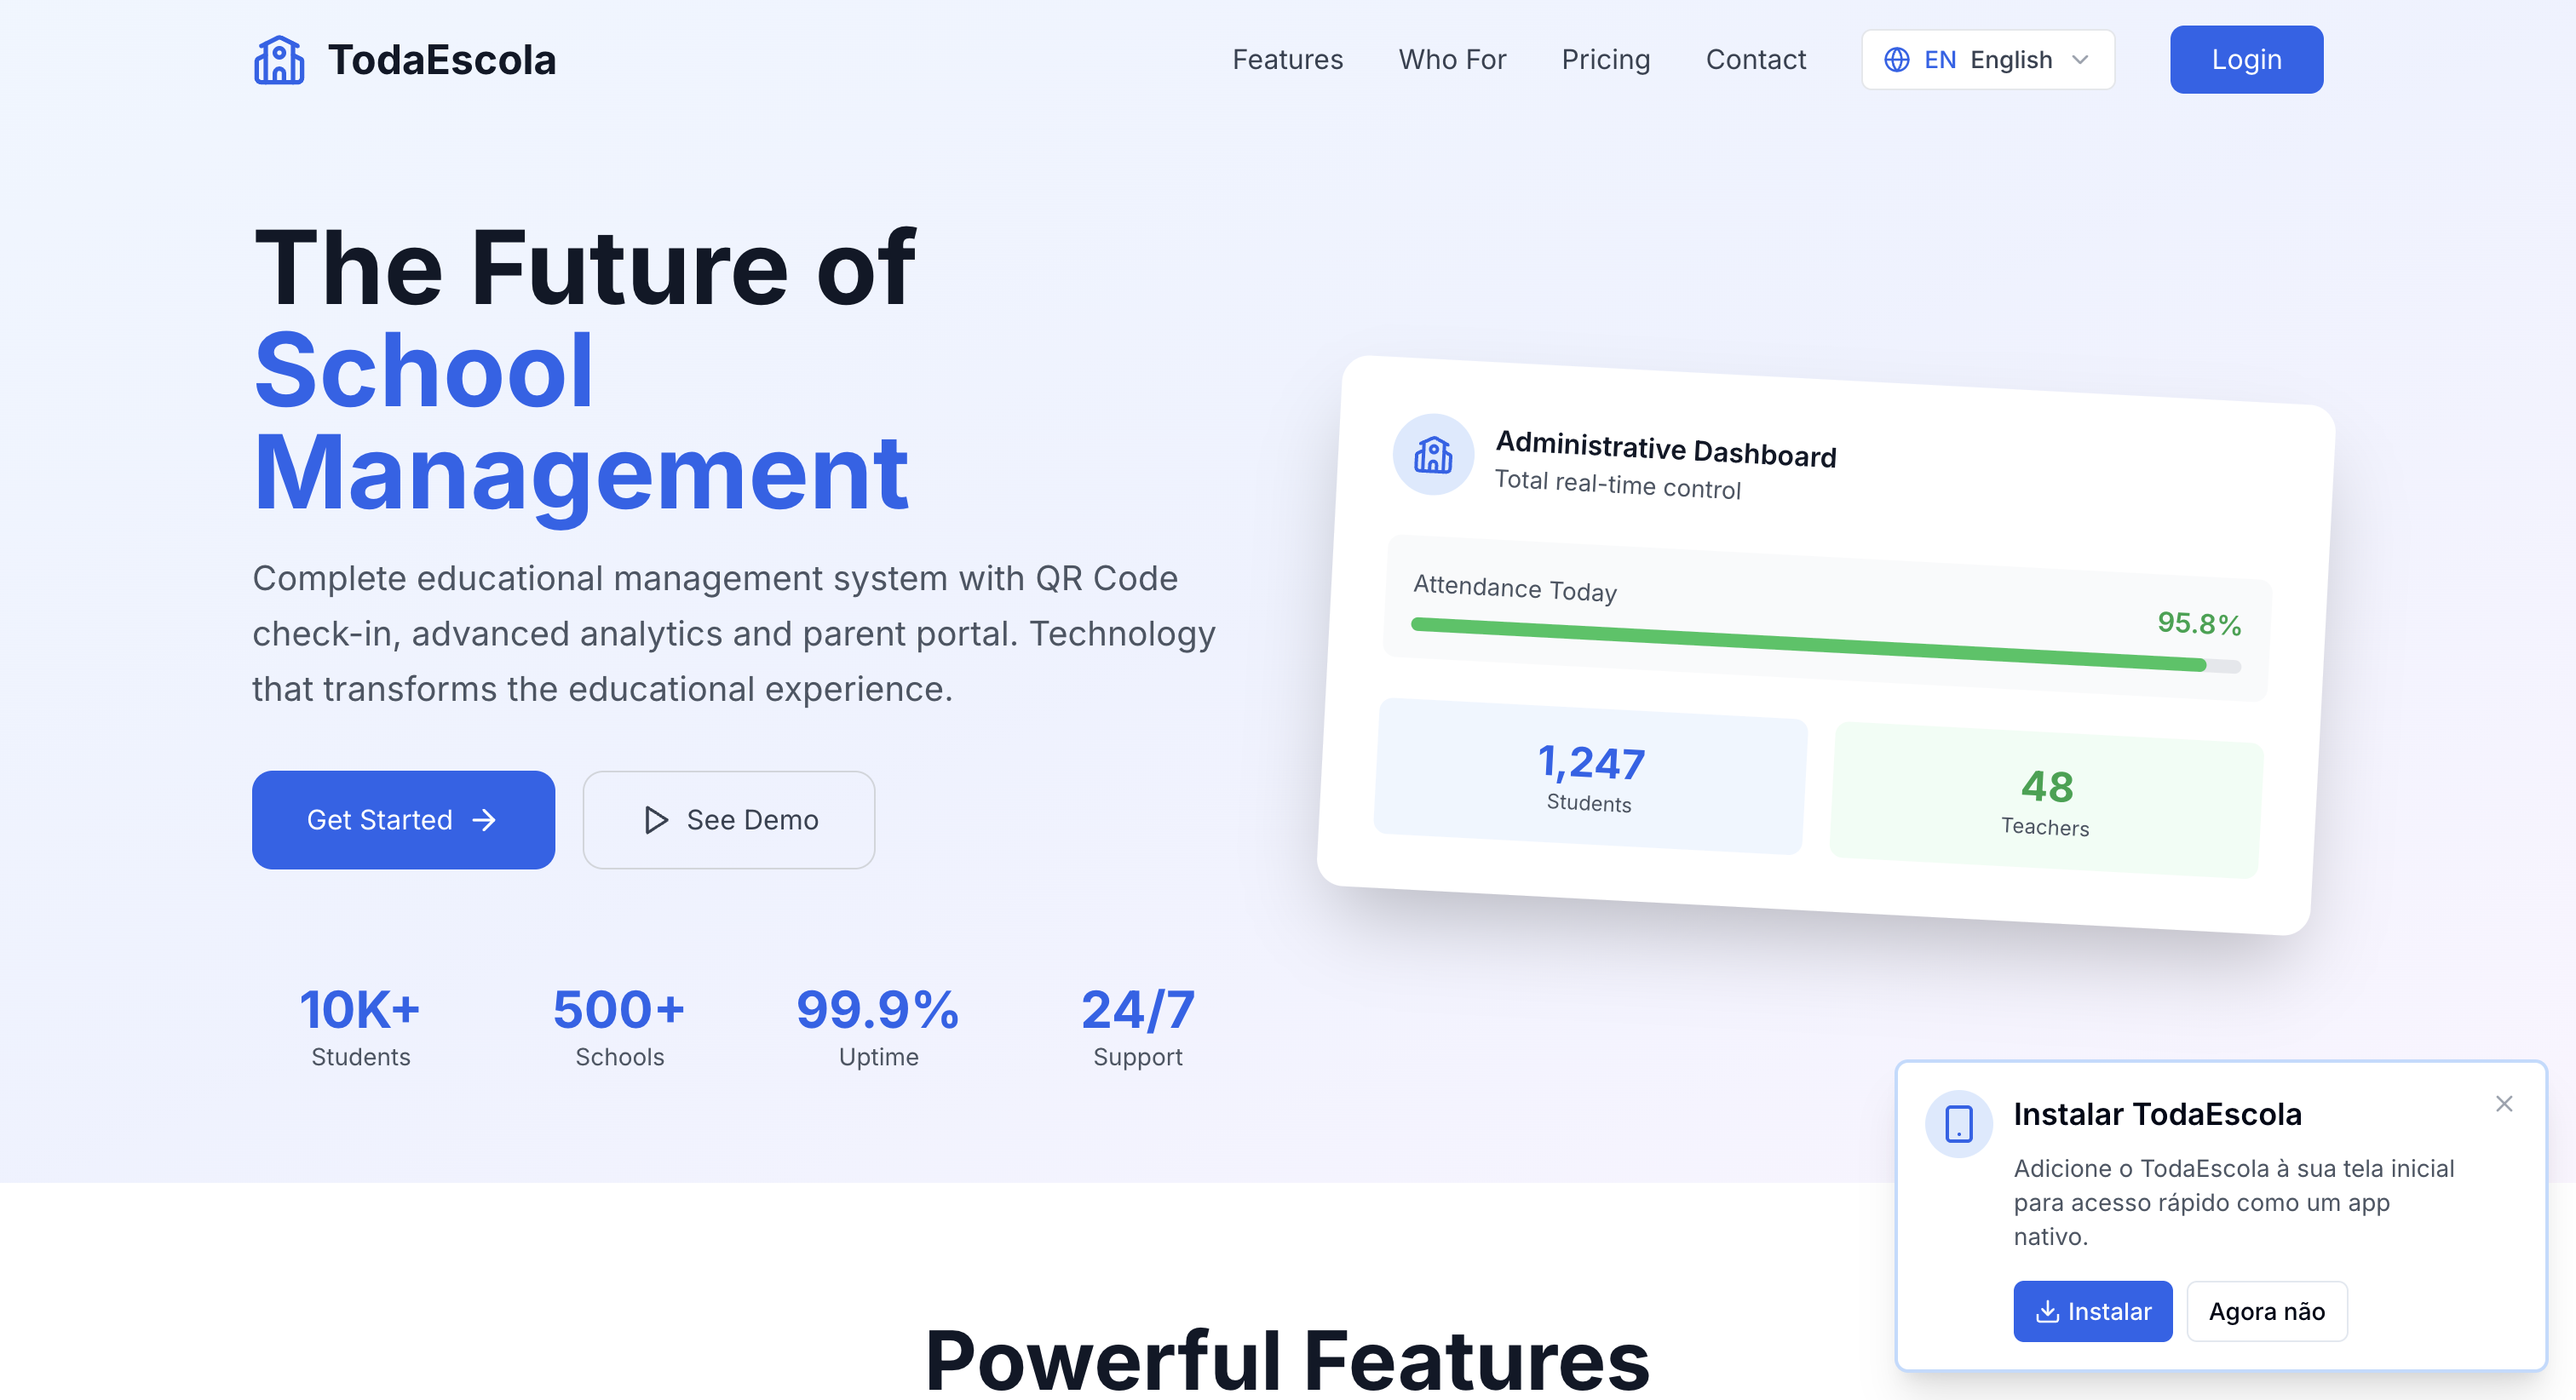 TodaEscola
Features
Who For
Pricing
Contact
EN English
Login
The Future of
School
Management
Complete educational management system with QR Code
check-in, advanced analytics and parent portal. Technology
that transforms the educational experience.
Get Started
See Demo
10K+
Students
500+
Schools
99.9%
Uptime
24/7
Support
Administrative Dashboard
Total real-time control
Attendance Today
95.8%
1,247
Students
48
Teachers
Instalar TodaEscola
Adicione o TodaEscola à sua tela inicial
para acesso rápido como um app
nativo.
Instalar
Agora não
Powerful Features